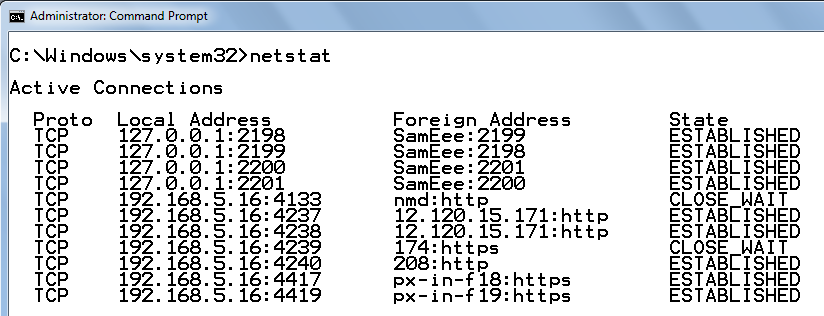 Administrator: Command Prompt
C:\Windows\system32>netstat
Active Connections
Proto  Local Address          Foreign Address        State
TCP    127.0.0.1:2198         SamEee:2199            ESTABLISHED
TCP    127.0.0.1:2199         SamEee:2198            ESTABLISHED
TCP    127.0.0.1:2200         SamEee:2201            ESTABLISHED
TCP    127.0.0.1:2201         SamEee:2200            ESTABLISHED
TCP    192.168.5.16:4133      nmd:http               CLOSE_WAIT
TCP    192.168.5.16:4237      12.120.15.171:http     ESTABLISHED
TCP    192.168.5.16:4238      12.120.15.171:http     ESTABLISHED
TCP    192.168.5.16:4239      174:https              CLOSE_WAIT
TCP    192.168.5.16:4240      208:http               ESTABLISHED
TCP    192.168.5.16:4417      px-in-f18:https        ESTABLISHED
TCP    192.168.5.16:4419      px-in-f19:https        ESTABLISHED